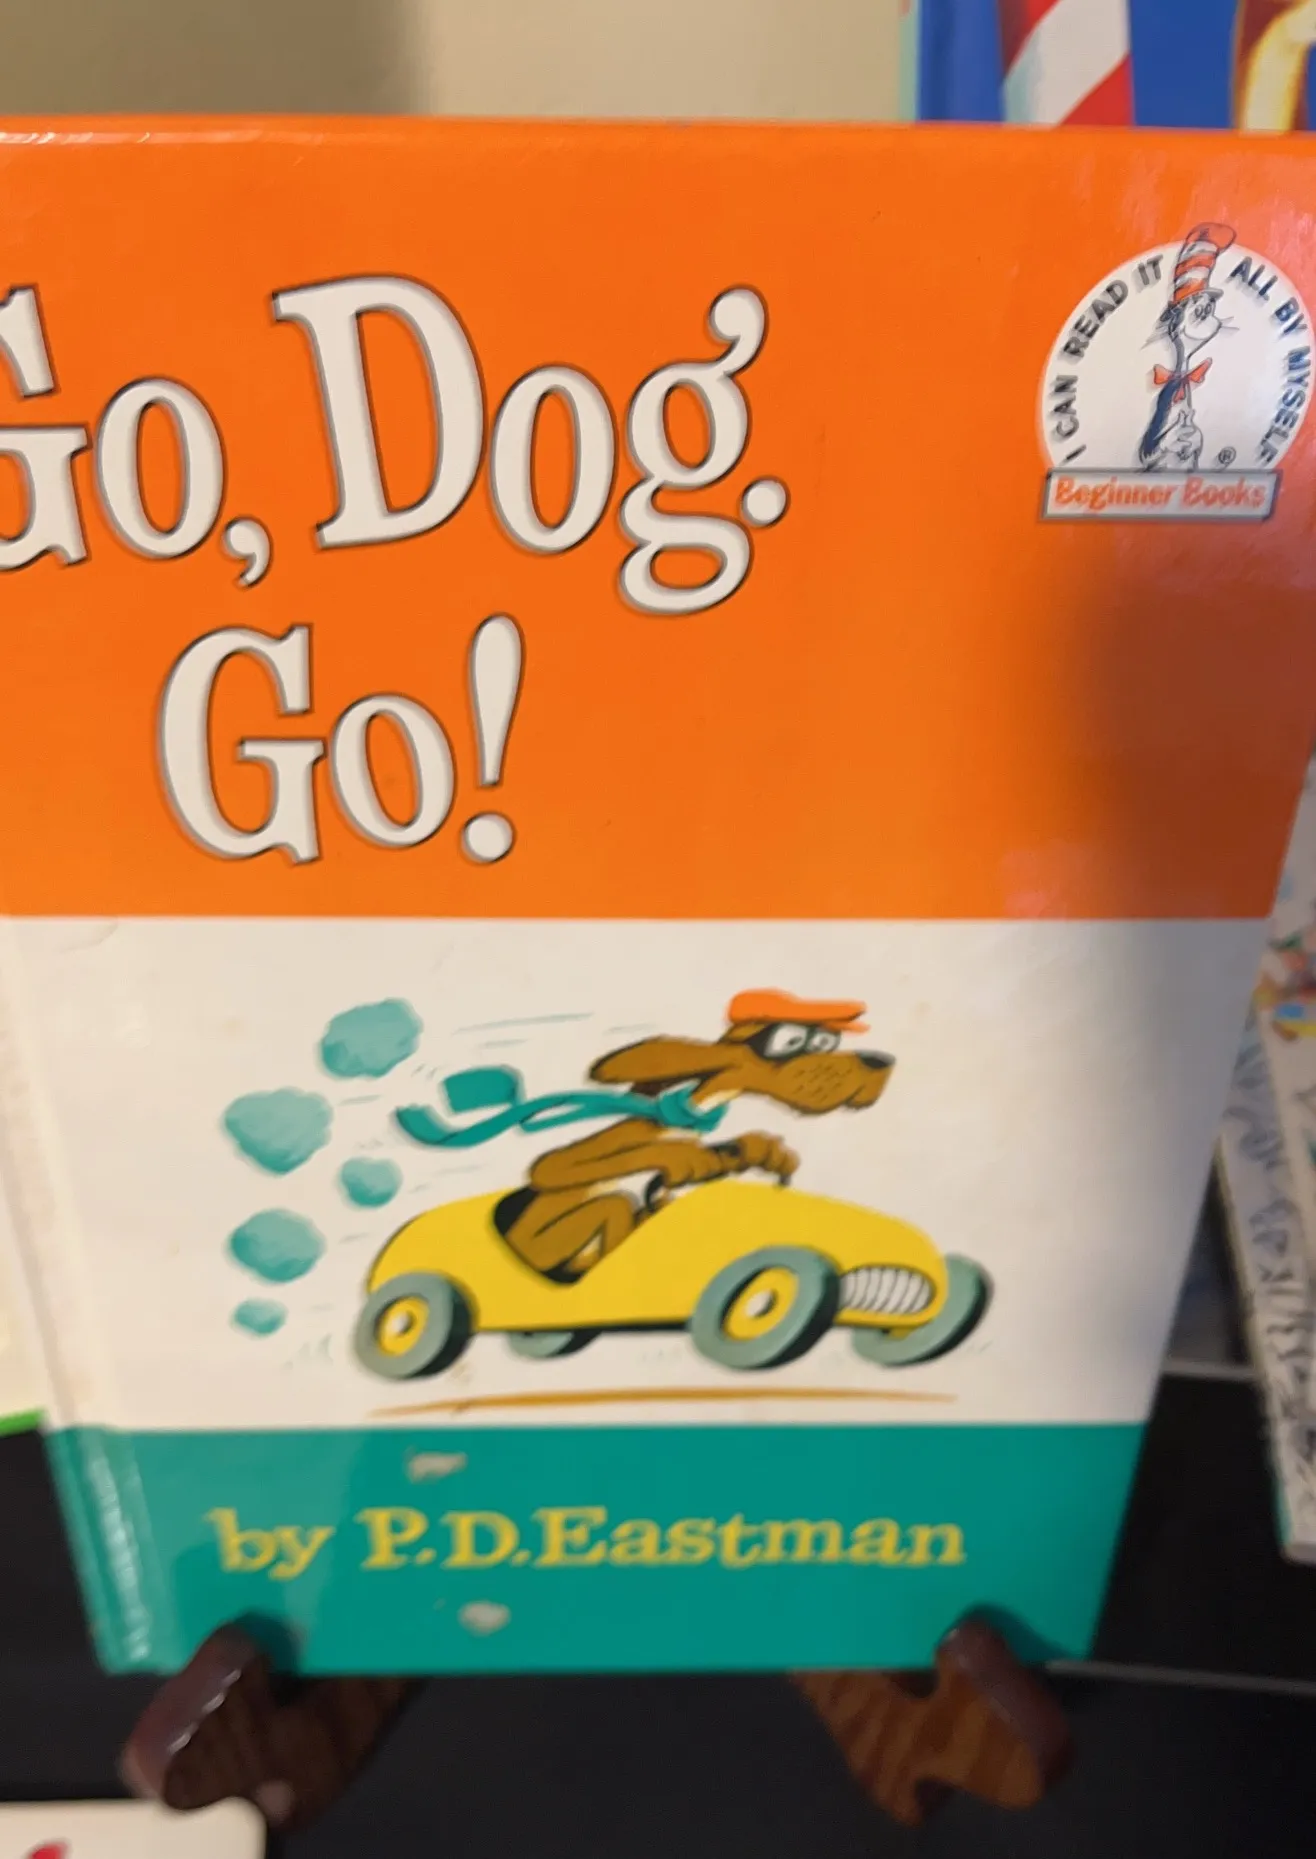 Go, Dog.
Go!
I CAN READ IT ALL BY MYSELF
®
Beginner Books
by P.D.Eastman